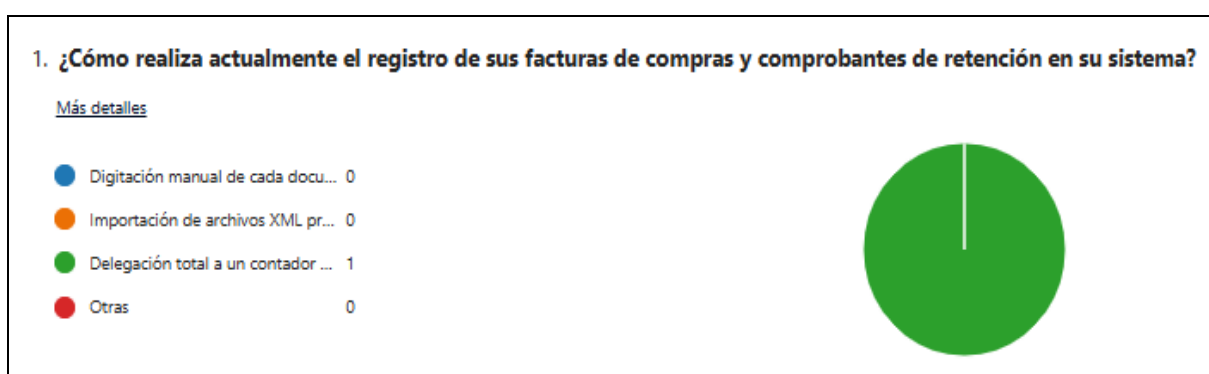 1. ¿Cómo realiza actualmente el registro de sus facturas de compras y comprobantes de retención en su sistema?
Más detalles
Digitación manual de cada docu... 0
Importación de archivos XML pr... 0
Delegación total a un contador ... 1
Otras 0